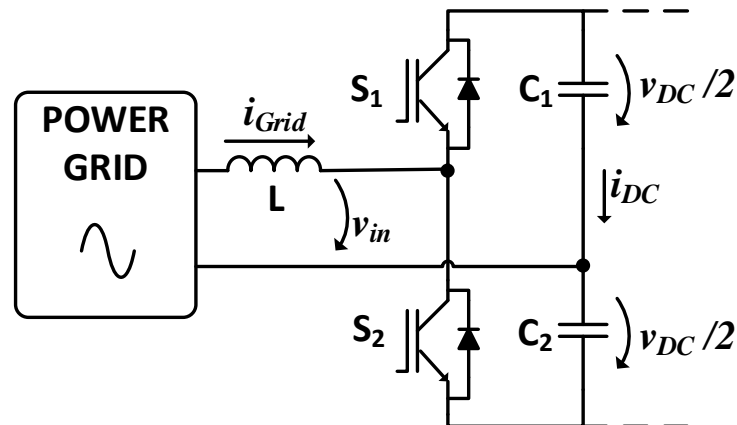 POWER
GRID
i_Grid
L
v_in
S₁
C₁
v_DC /2
i_DC
S₂
C₂
v_DC /2